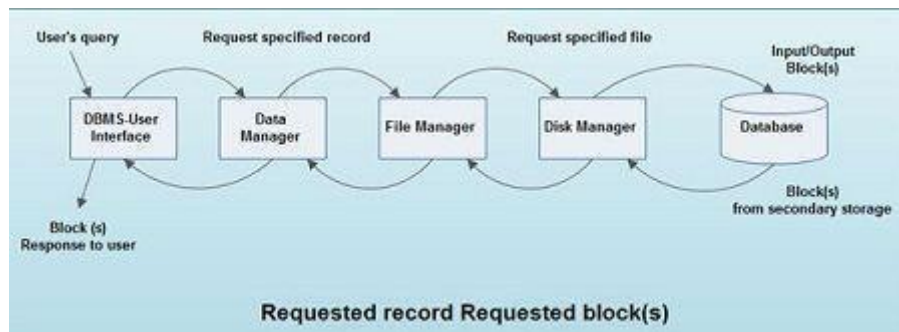 User's query
Request specified record
Request specified file
Input/Output
Block(s)
DBMS-User
Interface
Data
Manager
File Manager
Disk Manager
Database
Block (s)
Response to user
Block(s)
from secondary storage
Requested record Requested block(s)